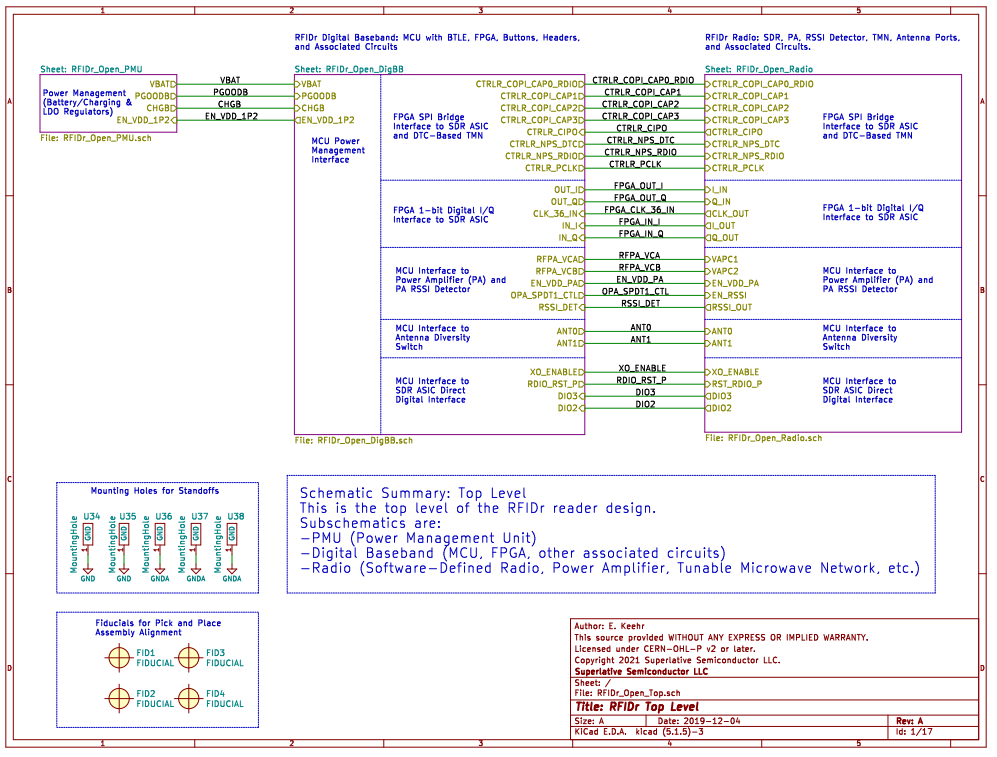 1 2 3 4 5
RFIDr Digital Baseband: MCU with BTLE, FPGA, Buttons, Headers,
and Associated Circuits
RFIDr Radio: SDR, PA, RSSI Detector, TMN, Antenna Ports,
and Associated Circuits.
Sheet: RFIDr_Open_PMU
Power Management
(Battery/Charging &
LDO Regulators)
VBAT
PGOODB
CHGB
EN_VDD_1P2
File: RFIDr_Open_PMU.sch
VBAT
PGOODB
CHGB
EN_VDD_1P2
Sheet: RFIDr_Open_DigBB
VBAT
PGOODB
CHGB
EN_VDD_1P2
MCU Power
Management
Interface
FPGA SPI Bridge
Interface to SDR ASIC
and DTC-Based TMN
CTRLR_COPI_CAP0_RDIO
CTRLR_COPI_CAP1
CTRLR_COPI_CAP2
CTRLR_COPI_CAP3
CTRLR_CIPO
CTRLR_NPS_DTC
CTRLR_NPS_RDIO
CTRLR_PCLK
FPGA 1-bit Digital I/Q
Interface to SDR ASIC
OUT_I
OUT_Q
CLK_36_IN
IN_I
IN_Q
MCU Interface to
Power Amplifier (PA) and
PA RSSI Detector
RFPA_VCA
RFPA_VCB
EN_VDD_PA
OPA_SPDT1_CTL
RSSI_DET
MCU Interface to
Antenna Diversity
Switch
ANT0
ANT1
MCU Interface to
SDR ASIC Direct
Digital Interface
XO_ENABLE
RDIO_RST_P
DIO3
DIO2
File: RFIDr_Open_DigBB.sch
CTRLR_COPI_CAP0_RDIO
CTRLR_COPI_CAP1
CTRLR_COPI_CAP2
CTRLR_COPI_CAP3
CTRLR_CIPO
CTRLR_NPS_DTC
CTRLR_NPS_RDIO
CTRLR_PCLK
FPGA_OUT_I
FPGA_OUT_Q
FPGA_CLK_36_IN
FPGA_IN_I
FPGA_IN_Q
RFPA_VCA
RFPA_VCB
EN_VDD_PA
OPA_SPDT1_CTL
RSSI_DET
ANT0
ANT1
XO_ENABLE
RDIO_RST_P
DIO3
DIO2
Sheet: RFIDr_Open_Radio
CTRLR_COPI_CAP0_RDIO
CTRLR_COPI_CAP1
CTRLR_COPI_CAP2
CTRLR_COPI_CAP3
CTRLR_CIPO
CTRLR_NPS_DTC
CTRLR_NPS_RDIO
CTRLR_PCLK
FPGA SPI Bridge
Interface to SDR ASIC
and DTC-Based TMN
I_IN
Q_IN
CLK_OUT
I_OUT
Q_OUT
FPGA 1-bit Digital I/Q
Interface to SDR ASIC
VAPC1
VAPC2
EN_VDD_PA
EN_RSSI
RSSI_OUT
MCU Interface to
Power Amplifier (PA) and
PA RSSI Detector
ANT0
ANT1
MCU Interface to
Antenna Diversity
Switch
XO_ENABLE
RST_RDIO_P
DIO3
DIO2
MCU Interface to
SDR ASIC Direct
Digital Interface
File: RFIDr_Open_Radio.sch
A A
B B
C C
D D
Mounting Holes for Standoffs
U34 U35 U36 U37 U38
MountingHole MountingHole MountingHole MountingHole MountingHole
GND GND GND GND GND
1 1 1 1 1
GND GND GNDA GNDA GNDA
Schematic Summary: Top Level
This is the top level of the RFIDr reader design.
Subschematics are:
-PMU (Power Management Unit)
-Digital Baseband (MCU, FPGA, other associated circuits)
-Radio (Software-Defined Radio, Power Amplifier, Tunable Microwave Network, etc.)
Fiducials for Pick and Place
Assembly Alignment
FID1
FIDUCIAL
FID3
FIDUCIAL
FID2
FIDUCIAL
FID4
FIDUCIAL
Author: E. Keehr
This source provided WITHOUT ANY EXPRESS OR IMPLIED WARRANTY.
Licensed under CERN-OHL-P v2 or later.
Copyright 2021 Superlative Semiconductor LLC.
Superlative Semiconductor LLC
Sheet: /
File: RFIDr_Open_Top.sch
Title: RFIDr Top Level
Size: A Date: 2019-12-04 Rev: A
KiCad E.D.A. kicad (5.1.5)-3 Id: 1/17
1 2 3 4 5